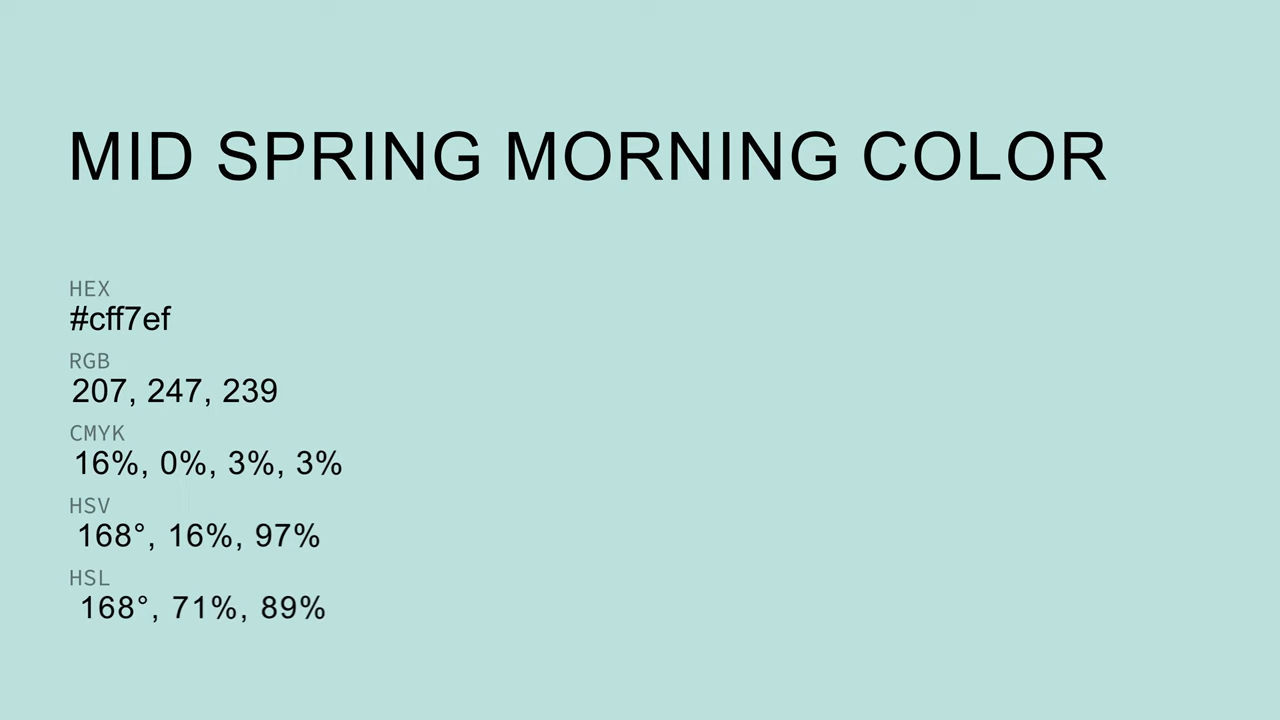 MID SPRING MORNING COLOR
HEX
#cff7ef
RGB
207, 247, 239
CMYK
16%, 0%, 3%, 3%
HSV
168°, 16%, 97%
HSL
168°, 71%, 89%